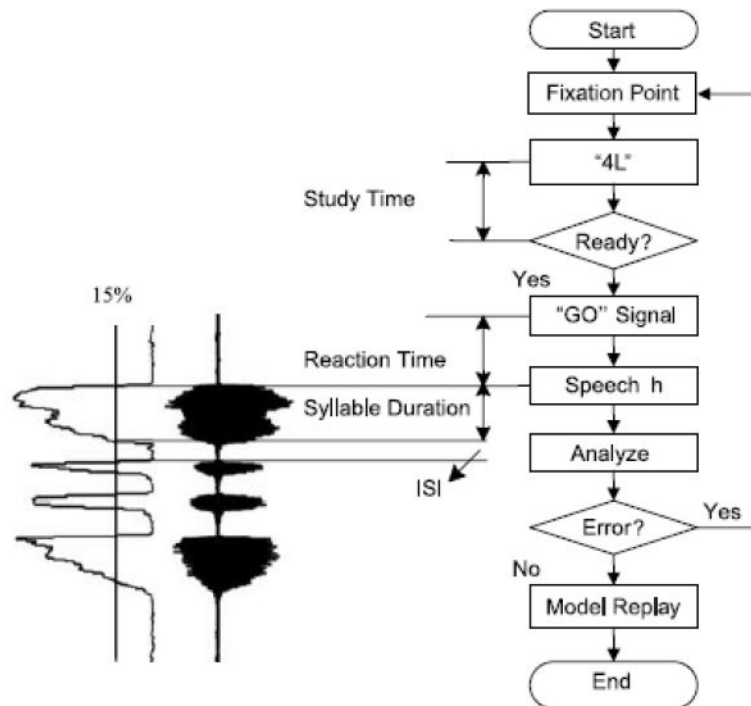 Start
Fixation Point
“4L”
Study Time
Ready?
Yes
15%
“GO” Signal
Reaction Time
Speech h
Syllable Duration
Analyze
ISI
Yes
Error?
No
Model Replay
End